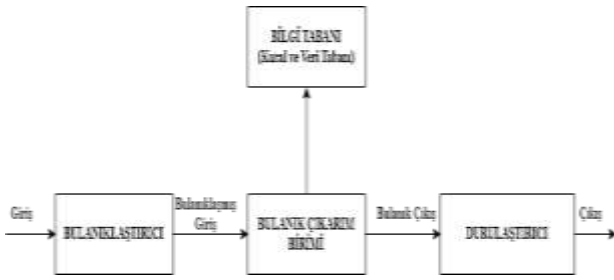 BİLGİ TABANI
(Kural ve Veri Tabanı)
Giriş
BULANIKLAŞTIRICI
Bulanıklaşmış
Giriş
BULANIK ÇIKARIM
BİRİMİ
Bulanık Çıkış
DURULAŞTIRICI
Çıkış